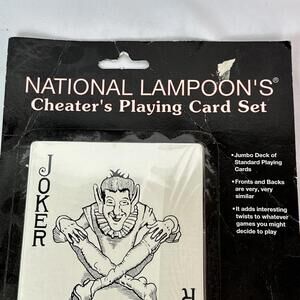 NATIONAL LAMPOON'S®
Cheater's Playing Card Set
•Jumbo Deck of
Standard Playing
Cards
•Fronts and Backs
are very, very
similar
•It adds interesting
twists to whatever
games you might
decide to play
JOKER
R